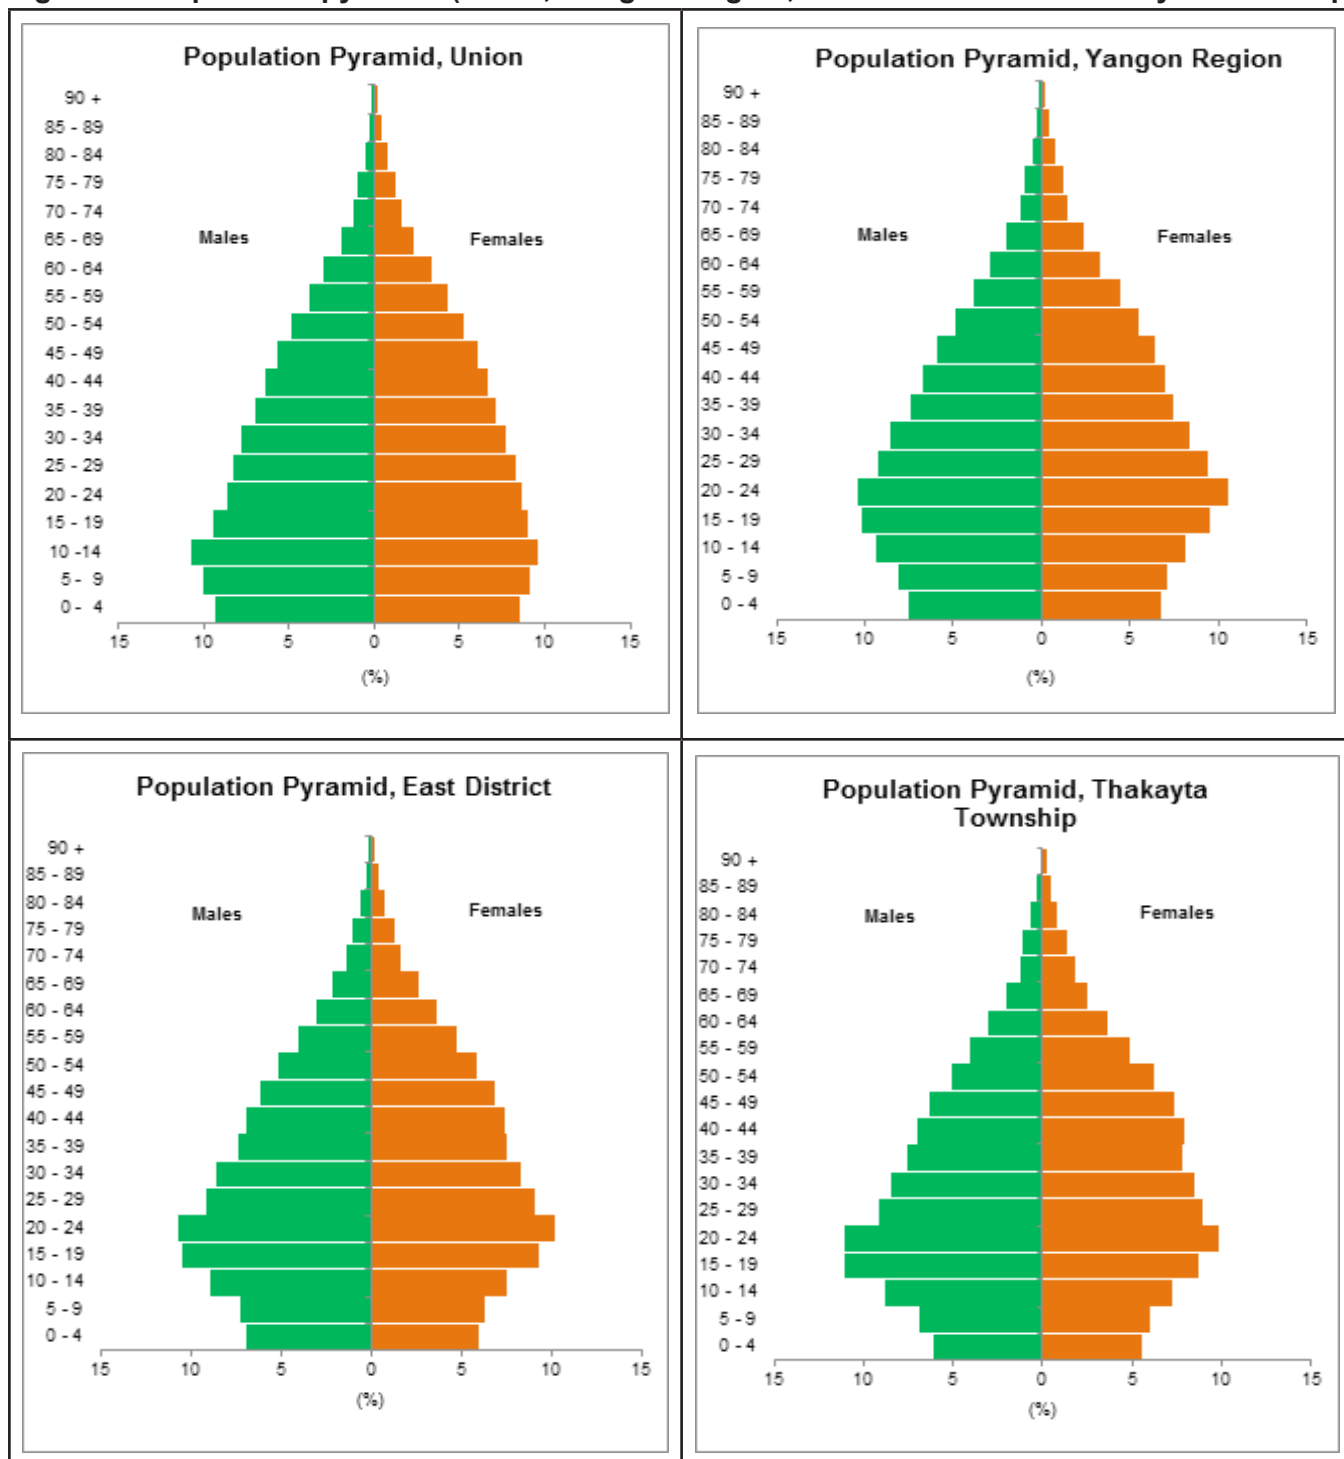 Population Pyramid, Union
90 +
85 - 89
80 - 84
75 - 79
70 - 74
65 - 69
60 - 64
55 - 59
50 - 54
45 - 49
40 - 44
35 - 39
30 - 34
25 - 29
20 - 24
15 - 19
10 -14
5 - 9
0 - 4
Males
Females
15 10 5 0 5 10 15
(%)
Population Pyramid, Yangon Region
90 +
85 - 89
80 - 84
75 - 79
70 - 74
65 - 69
60 - 64
55 - 59
50 - 54
45 - 49
40 - 44
35 - 39
30 - 34
25 - 29
20 - 24
15 - 19
10 - 14
5 - 9
0 - 4
Males
Females
15 10 5 0 5 10 15
(%)
Population Pyramid, East District
90 +
85 - 89
80 - 84
75 - 79
70 - 74
65 - 69
60 - 64
55 - 59
50 - 54
45 - 49
40 - 44
35 - 39
30 - 34
25 - 29
20 - 24
15 - 19
10 - 14
5 - 9
0 - 4
Males
Females
15 10 5 0 5 10 15
(%)
Population Pyramid, Thakayta
Township
90 +
85 - 89
80 - 84
75 - 79
70 - 74
65 - 69
60 - 64
55 - 59
50 - 54
45 - 49
40 - 44
35 - 39
30 - 34
25 - 29
20 - 24
15 - 19
10 - 14
5 - 9
0 - 4
Males
Females
15 10 5 0 5 10 15
(%)